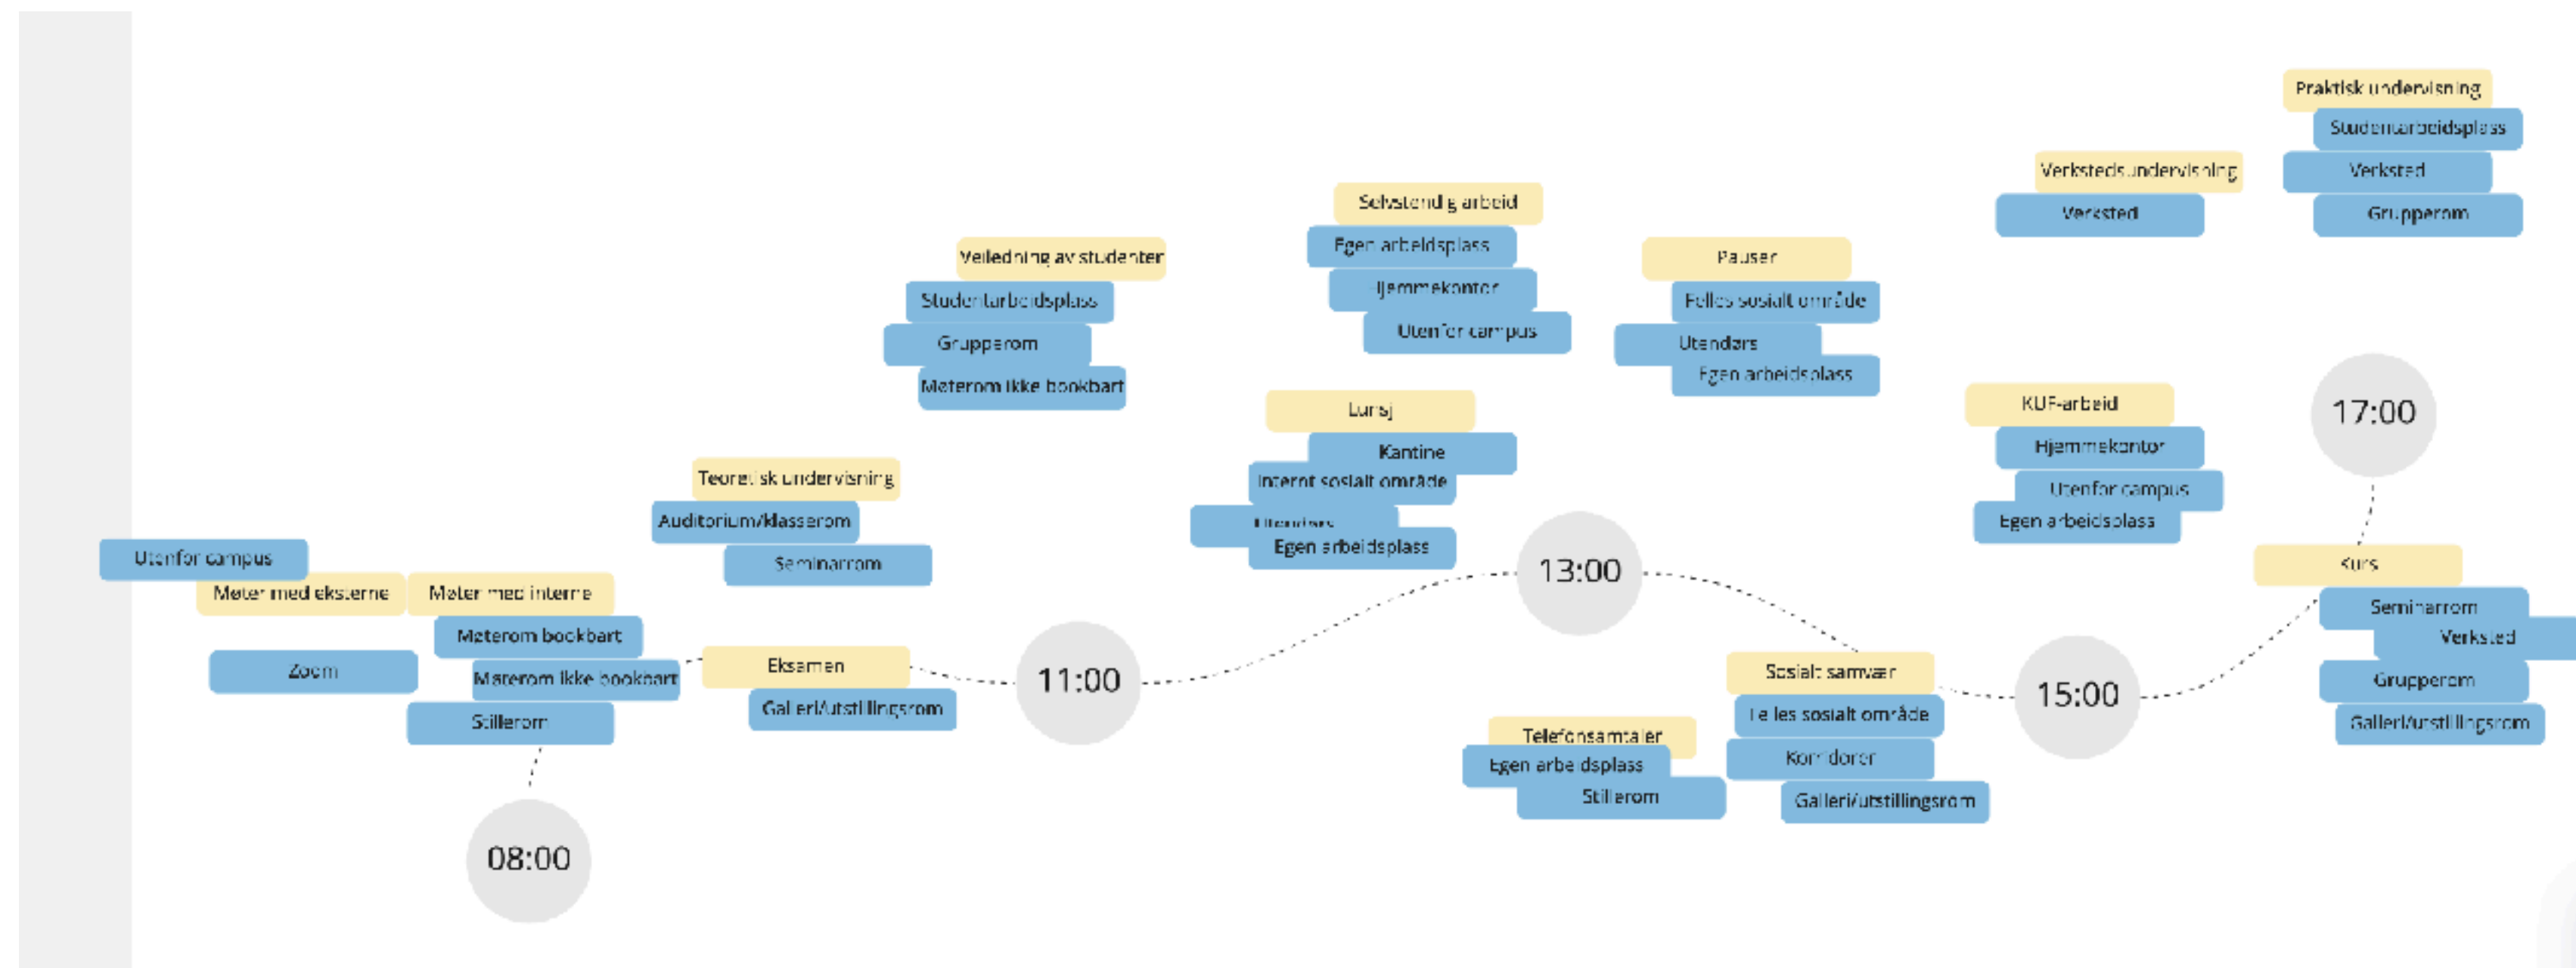 Praktisk undervisning
Studentarbeidsplass
Verksted
Grupperom
Verkstedsundervisning
Verksted
Selvstendig arbeid
Egen arbeidsplass
Hjemmekontor
Utenfor campus
Veiledning av studenter
Studentarbeidsplass
Grupperom
Møterom ikke bookbart
Pauser
Felles sosialt område
Utendørs
Egen arbeidsplass
Lunsj
Kantine
Internt sosialt område
Utendørs
Egen arbeidsplass
KUF-arbeid
Hjemmekontor
Utenfor campus
Egen arbeidsplass
17:00
Teoretisk undervisning
Auditorium/klasserom
Seminarrom
Utenfor campus
Møter med eksterne
Zoom
Møter med interne
Møterom bookbart
Møterom ikke bookbart
Stillerom
Eksamen
Galleri/utstillingsrom
08:00
11:00
13:00
15:00
Telefonsamtaler
Egen arbeidsplass
Stillerom
Sosialt samvær
Felles sosialt område
Korridorer
Galleri/utstillingsrom
Kurs
Seminarrom
Verksted
Grupperom
Galleri/utstillingsrom